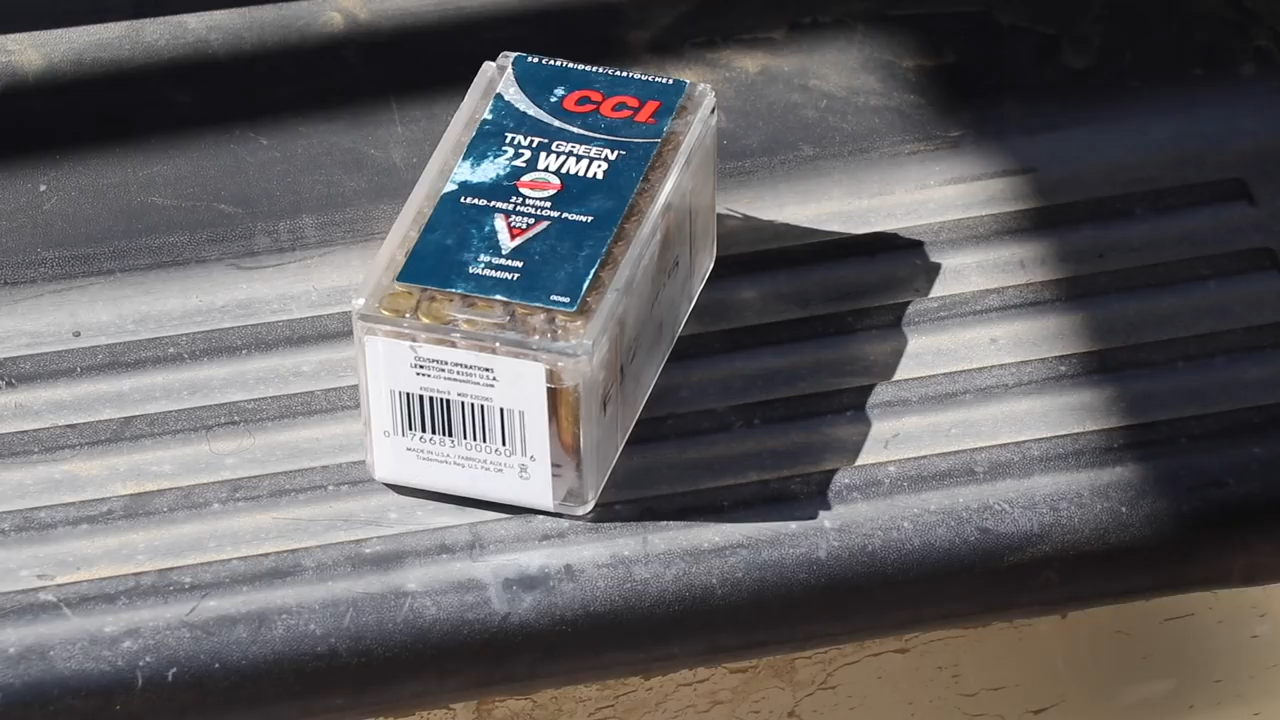 50 CARTRIDGES/CARTOUCHES
CCI
TNT® GREEN™
22 WMR
22 WMR
LEAD-FREE HOLLOW POINT
2050
FPS
30 GRAIN
VARMINT
0060
CCI/SPEER OPERATIONS
LEWISTON ID 83501 U.S.A.
www.cci-ammunition.com
0 76683 00060 6
MADE IN U.S.A. / FABRIQUE AUX E.U.
Trademarks Reg. U.S. Pat. Off.